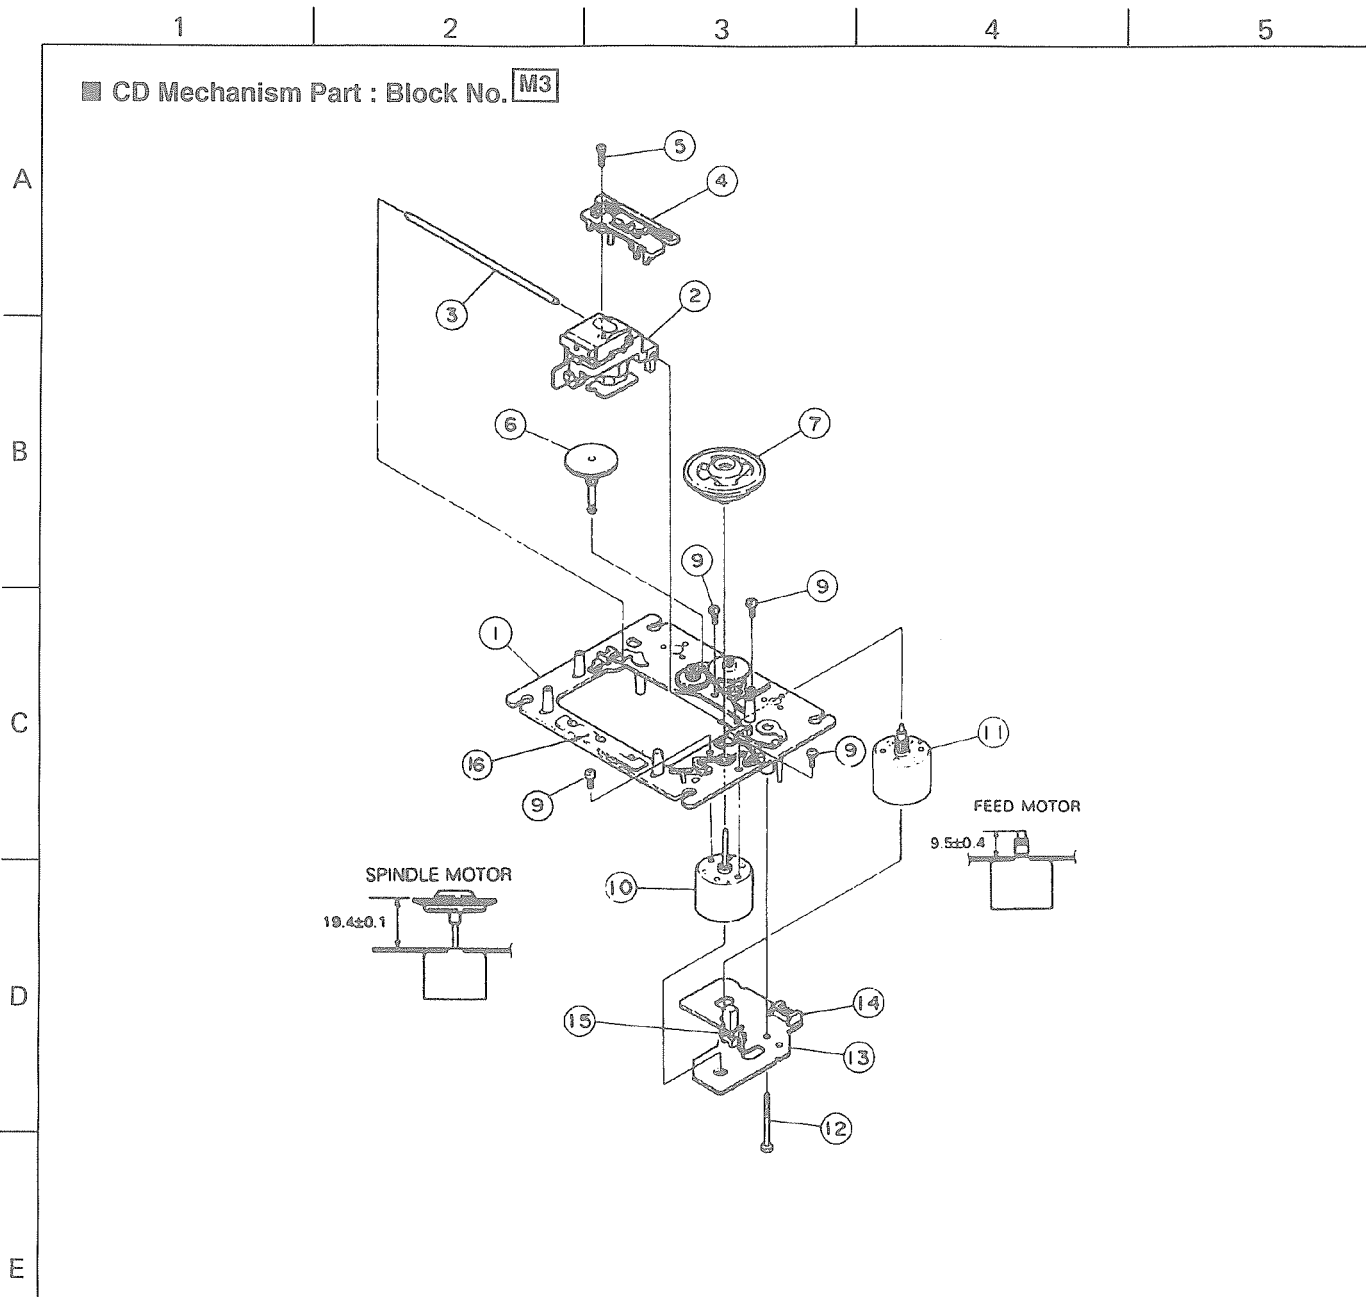 1 2 3 4 5
■ CD Mechanism Part : Block No. M3
A
5
4
3
2
B
6
7
9
9
1
C
11
16
9
9
FEED MOTOR
9.5±0.4
SPINDLE MOTOR
10
19.4±0.1
D
14
15
13
12
E